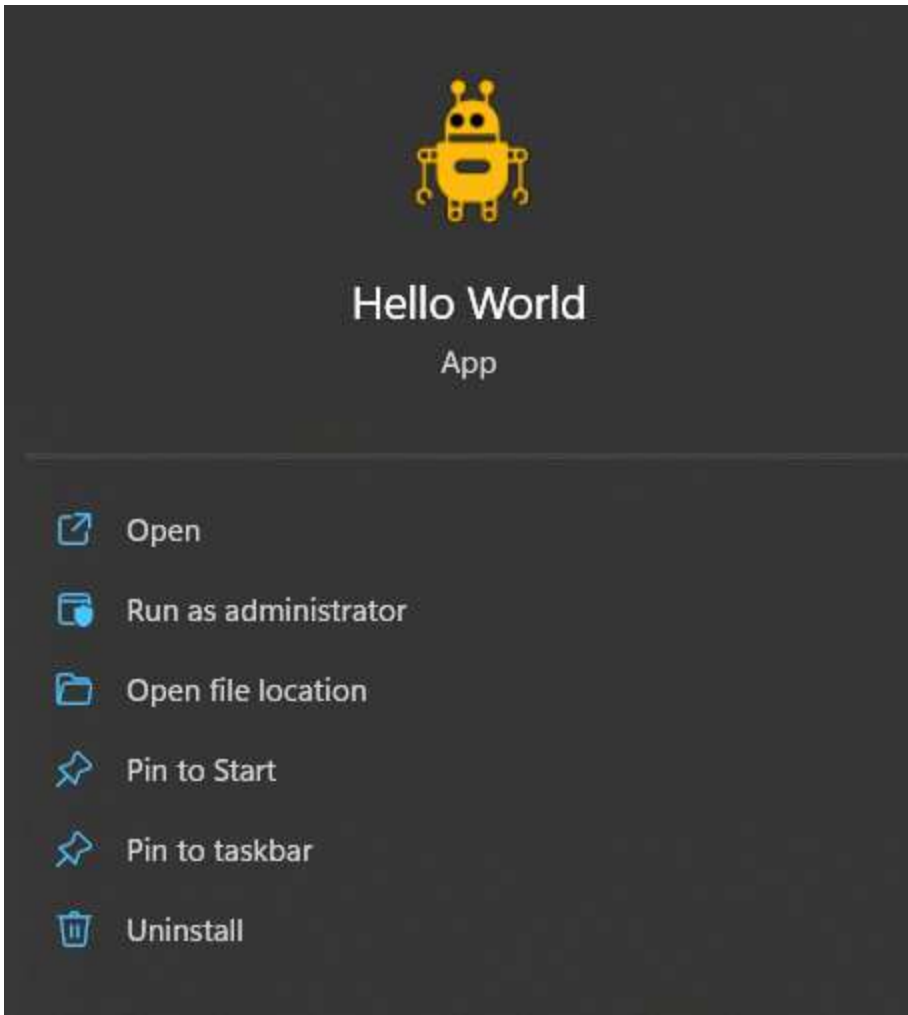 Hello World
App
Open
Run as administrator
Open file location
Pin to Start
Pin to taskbar
Uninstall